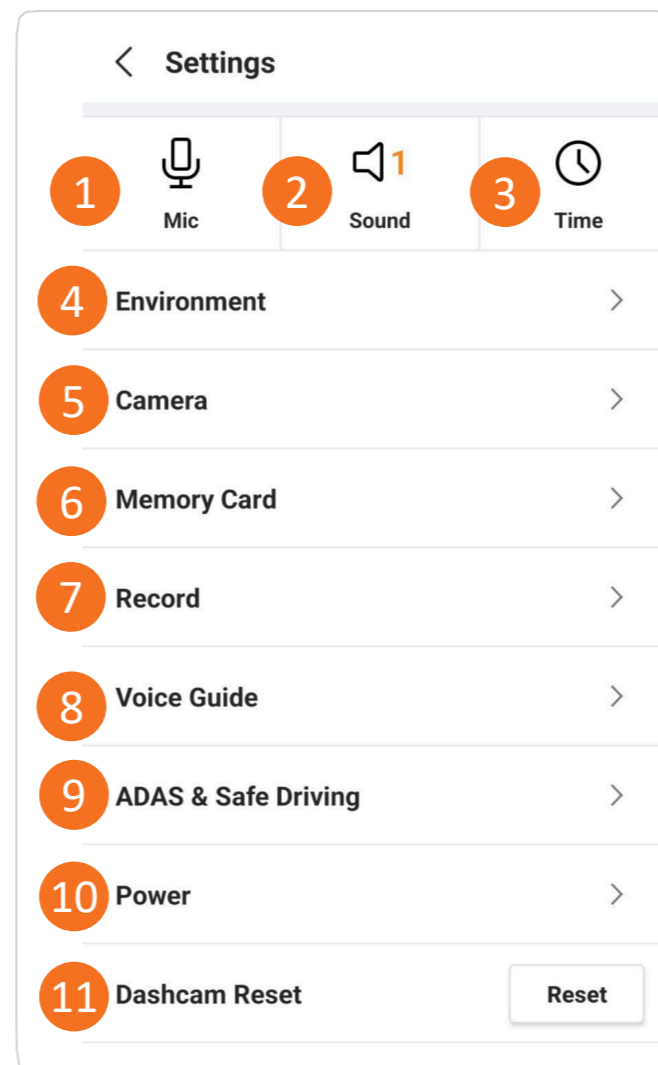 Settings
1
2
1
3
Mic
Sound
Time
4 Environment
5 Camera
6 Memory Card
7 Record
8 Voice Guide
9 ADAS & Safe Driving
10 Power
11 Dashcam Reset Reset